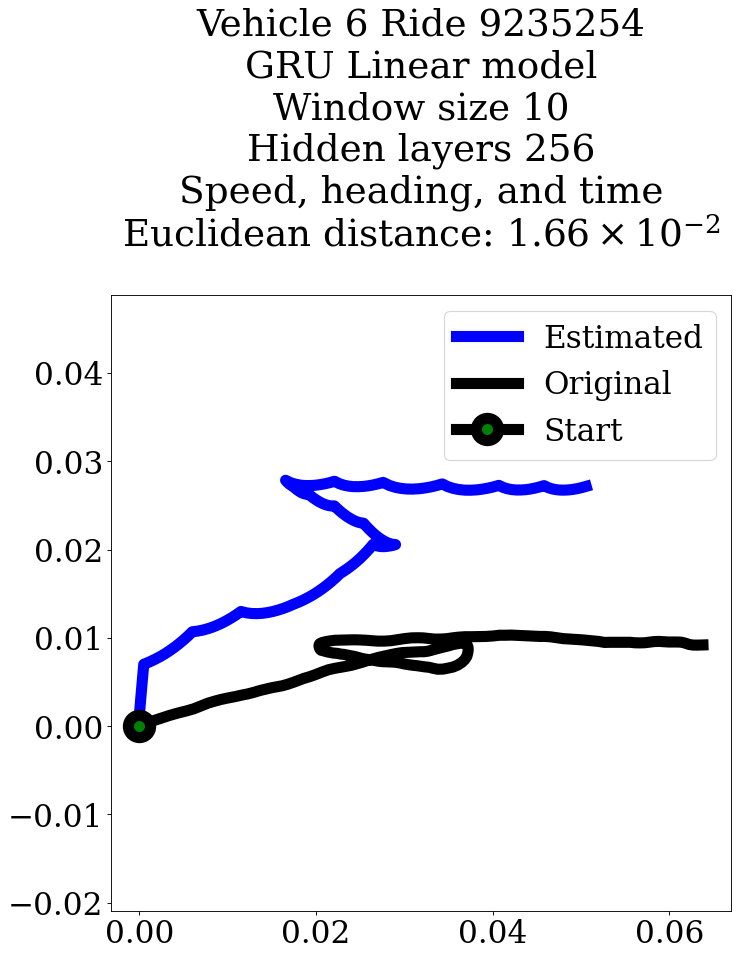 Vehicle 6 Ride 9235254
GRU Linear model
Window size 10
Hidden layers 256
Speed, heading, and time
Euclidean distance: 1.66 × 10⁻²
Estimated
Original
Start
0.04
0.03
0.02
0.01
0.00
−0.01
−0.02
0.00 0.02 0.04 0.06